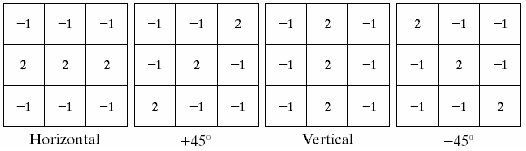 −1 −1 −1 −1 −1 2 −1 2 −1 2 −1 −1
2 2 2 −1 2 −1 −1 2 −1 −1 2 −1
−1 −1 −1 2 −1 −1 −1 2 −1 −1 −1 2
Horizontal +45° Vertical −45°